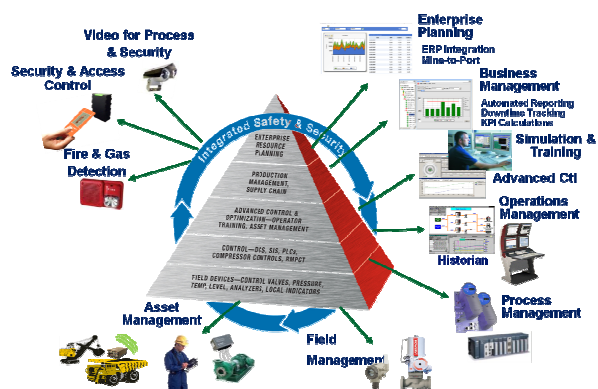 Video for Process
& Security
Security & Access
Control
Fire & Gas
Detection
Enterprise
Planning
ERP Integration
Mine-to-Port
Business
Management
Automated Reporting
Downtime Tracking
KPI Calculations
Simulation &
Training
Advanced Ctl
Operations
Management
Historian
Process
Management
Integrated Safety & Security
ENTERPRISE
RESOURCE
PLANNING
PRODUCTION
MANAGEMENT,
SUPPLY CHAIN
ADVANCED CONTROL &
OPTIMIZATION—OPERATOR
TRAINING, ASSET MANAGEMENT
CONTROL—DCS, SIS, PLCs,
COMPRESSOR CONTROLS, RMPCT
FIELD DEVICES—CONTROL VALVES, PRESSURE,
TEMP, LEVEL, ANALYZERS, LOCAL INDICATORS
Asset
Management
Field
Management